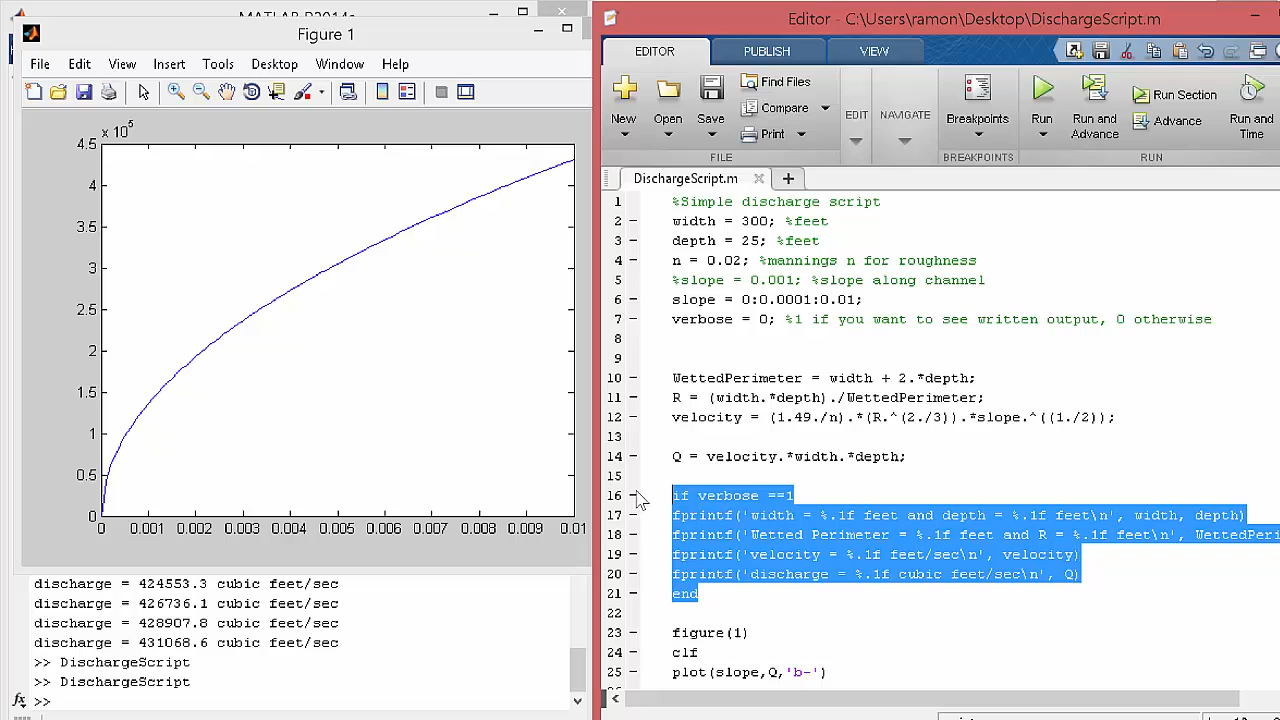 MATLAB R2014a
Figure 1
File Edit View Insert Tools Desktop Window Help
x 10^5
4.5
4
3.5
3
2.5
2
1.5
1
0.5
0
0 0.001 0.002 0.003 0.004 0.005 0.006 0.007 0.008 0.009 0.01
discharge = 424553.3 cubic feet/sec
discharge = 426736.1 cubic feet/sec
discharge = 428907.8 cubic feet/sec
discharge = 431068.6 cubic feet/sec
>> DischargeScript
>> DischargeScript
fx >>
Editor - C:\Users\ramon\Desktop\DischargeScript.m
EDITOR PUBLISH VIEW
New Open Save
Find Files
Compare
Print
EDIT NAVIGATE
Breakpoints
Run
Run and Advance
Run Section
Advance
Run and Time
FILE BREAKPOINTS RUN
DischargeScript.m
1 %Simple discharge script
2 width = 300; %feet
3 depth = 25; %feet
4 n = 0.02; %mannings n for roughness
5 %slope = 0.001; %slope along channel
6 slope = 0:0.0001:0.01;
7 verbose = 0; %1 if you want to see written output, 0 otherwise
8
9
10 WettedPerimeter = width + 2.*depth;
11 R = (width.*depth)./WettedPerimeter;
12 velocity = (1.49./n).*(R.^(2./3)).*slope.^((1./2));
13
14 Q = velocity.*width.*depth;
15
16 if verbose ==1
17 fprintf('width = %.1f feet and depth = %.1f feet\n', width, depth)
18 fprintf('Wetted Perimeter = %.1f feet and R = %.1f feet\n', WettedPeri
19 fprintf('velocity = %.1f feet/sec\n', velocity)
20 fprintf('discharge = %.1f cubic feet/sec\n', Q)
21 end
22
23 figure(1)
24 clf
25 plot(slope,Q,'b-')